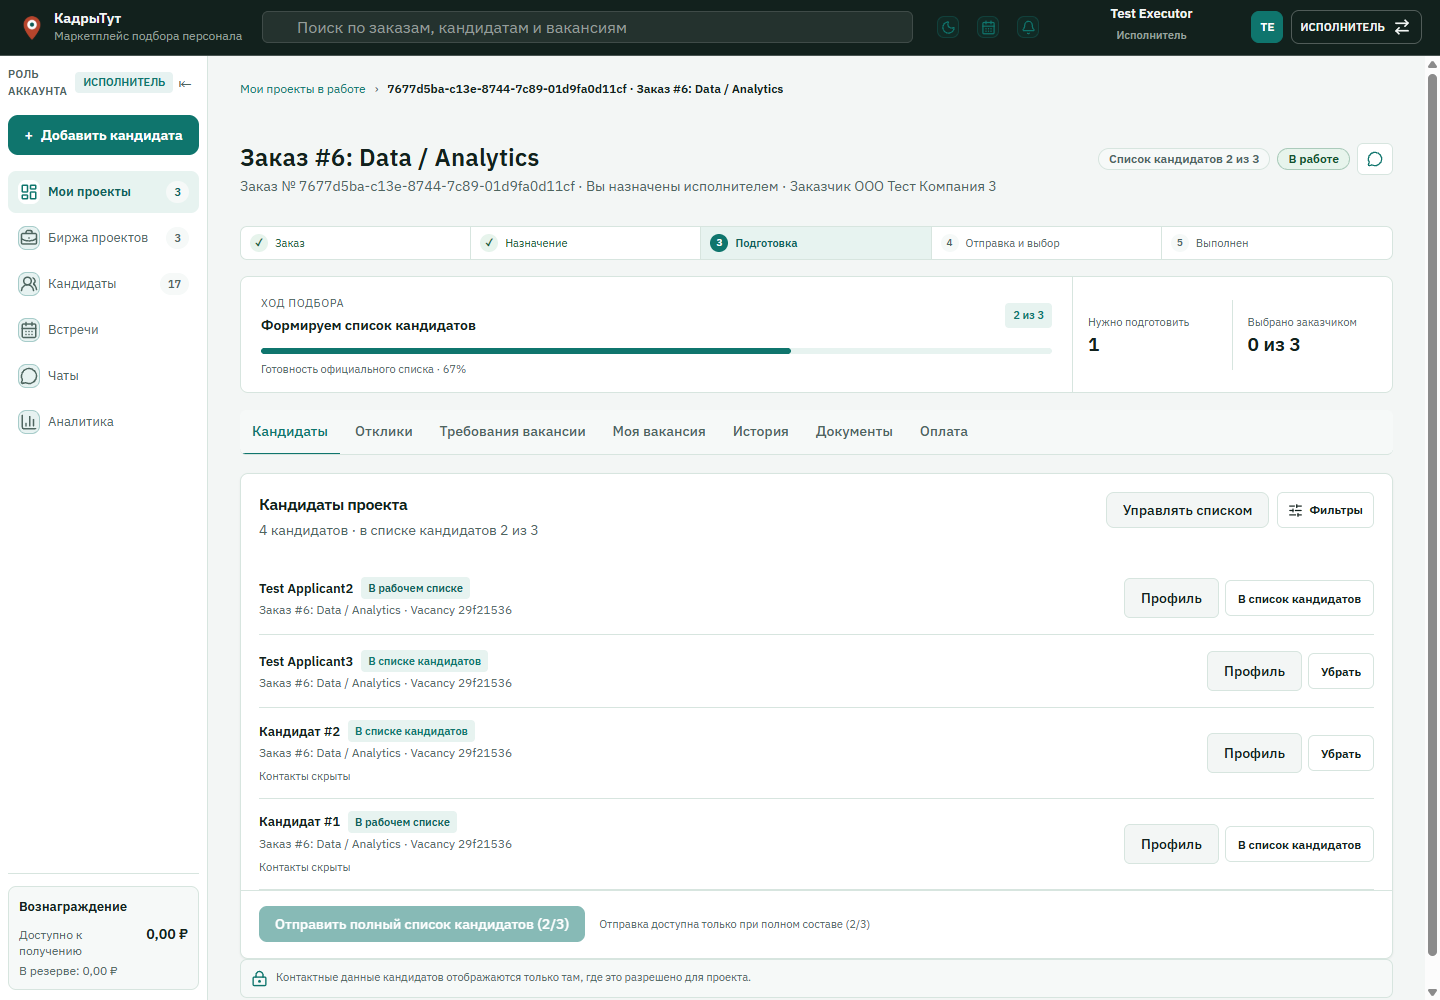 КадрыТут
Маркетплейс подбора персонала
Поиск по заказам, кандидатам и вакансиям
Test Executor
Исполнитель
TE
ИСПОЛНИТЕЛЬ
РОЛЬ АККАУНТА
ИСПОЛНИТЕЛЬ
+ Добавить кандидата
Мои проекты 3
Биржа проектов 3
Кандидаты 17
Встречи
Чаты
Аналитика
Вознаграждение
Доступно к получению 0,00 ₽
В резерве: 0,00 ₽
Мои проекты в работе › 7677d5ba-c13e-8744-7c89-01d9fa0d11cf · Заказ #6: Data / Analytics
Заказ #6: Data / Analytics
Заказ № 7677d5ba-c13e-8744-7c89-01d9fa0d11cf · Вы назначены исполнителем · Заказчик ООО Тест Компания 3
Список кандидатов 2 из 3
В работе
✓ Заказ
✓ Назначение
3 Подготовка
4 Отправка и выбор
5 Выполнен
ХОД ПОДБОРА
Формируем список кандидатов
2 из 3
Готовность официального списка · 67%
Нужно подготовить
1
Выбрано заказчиком
0 из 3
Кандидаты Отклики Требования вакансии Моя вакансия История Документы Оплата
Кандидаты проекта
4 кандидатов · в списке кандидатов 2 из 3
Управлять списком
Фильтры
Test Applicant2 В рабочем списке
Заказ #6: Data / Analytics · Vacancy 29f21536
Профиль В список кандидатов
Test Applicant3 В списке кандидатов
Заказ #6: Data / Analytics · Vacancy 29f21536
Профиль Убрать
Кандидат #2 В списке кандидатов
Заказ #6: Data / Analytics · Vacancy 29f21536
Контакты скрыты
Профиль Убрать
Кандидат #1 В рабочем списке
Заказ #6: Data / Analytics · Vacancy 29f21536
Контакты скрыты
Профиль В список кандидатов
Отправить полный список кандидатов (2/3)
Отправка доступна только при полном составе (2/3)
Контактные данные кандидатов отображаются только там, где это разрешено для проекта.